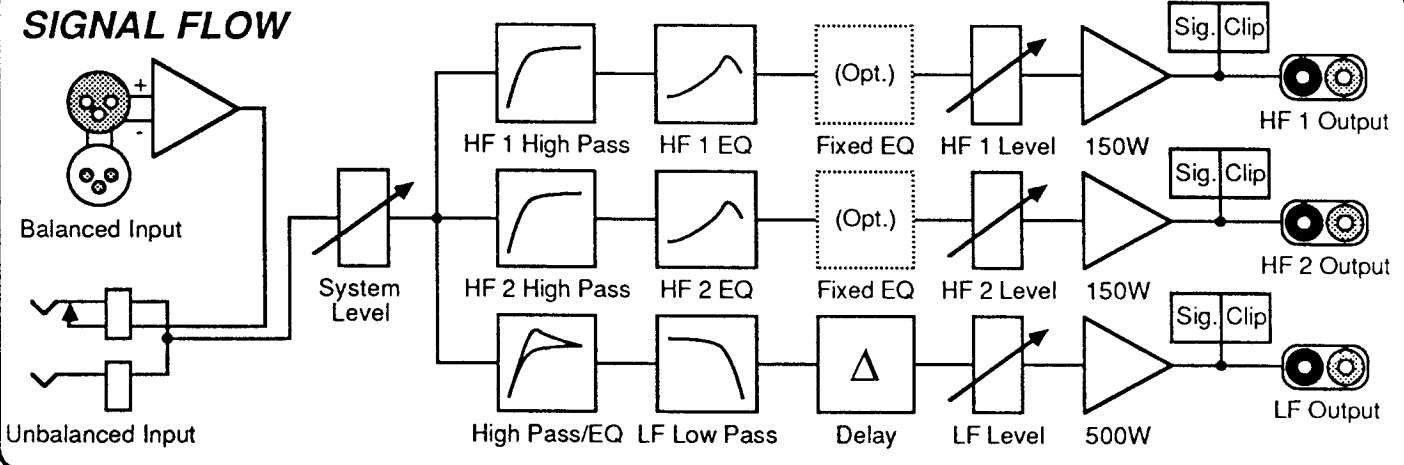 SIGNAL FLOW
+
-
Balanced Input
Unbalanced Input
System
Level
HF 1 High Pass
HF 1 EQ
(Opt.)
Fixed EQ
HF 1 Level
150W
Sig. Clip
HF 1 Output
HF 2 High Pass
HF 2 EQ
(Opt.)
Fixed EQ
HF 2 Level
150W
Sig. Clip
HF 2 Output
High Pass/EQ
LF Low Pass
Δ
Delay
LF Level
500W
Sig. Clip
LF Output